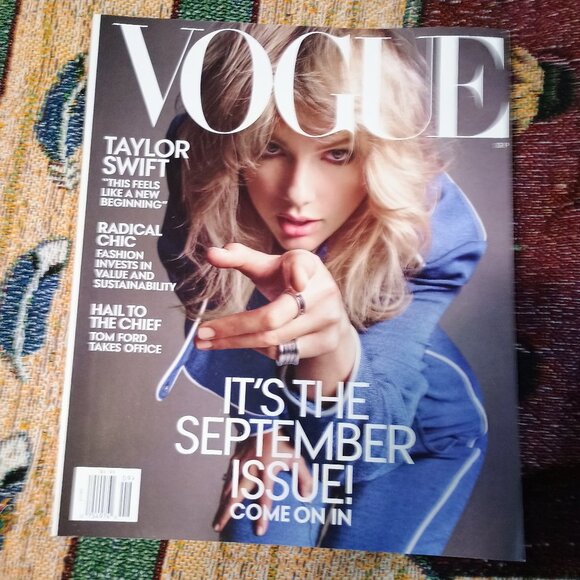 VOGUE
TAYLOR
SWIFT
"THIS FEELS
LIKE A NEW
BEGINNING"
RADICAL
CHIC
FASHION
INVESTS IN
VALUE AND
SUSTAINABILITY
HAIL TO
THE CHIEF
TOM FORD
TAKES OFFICE
IT'S THE
SEPTEMBER
ISSUE!
COME ON IN